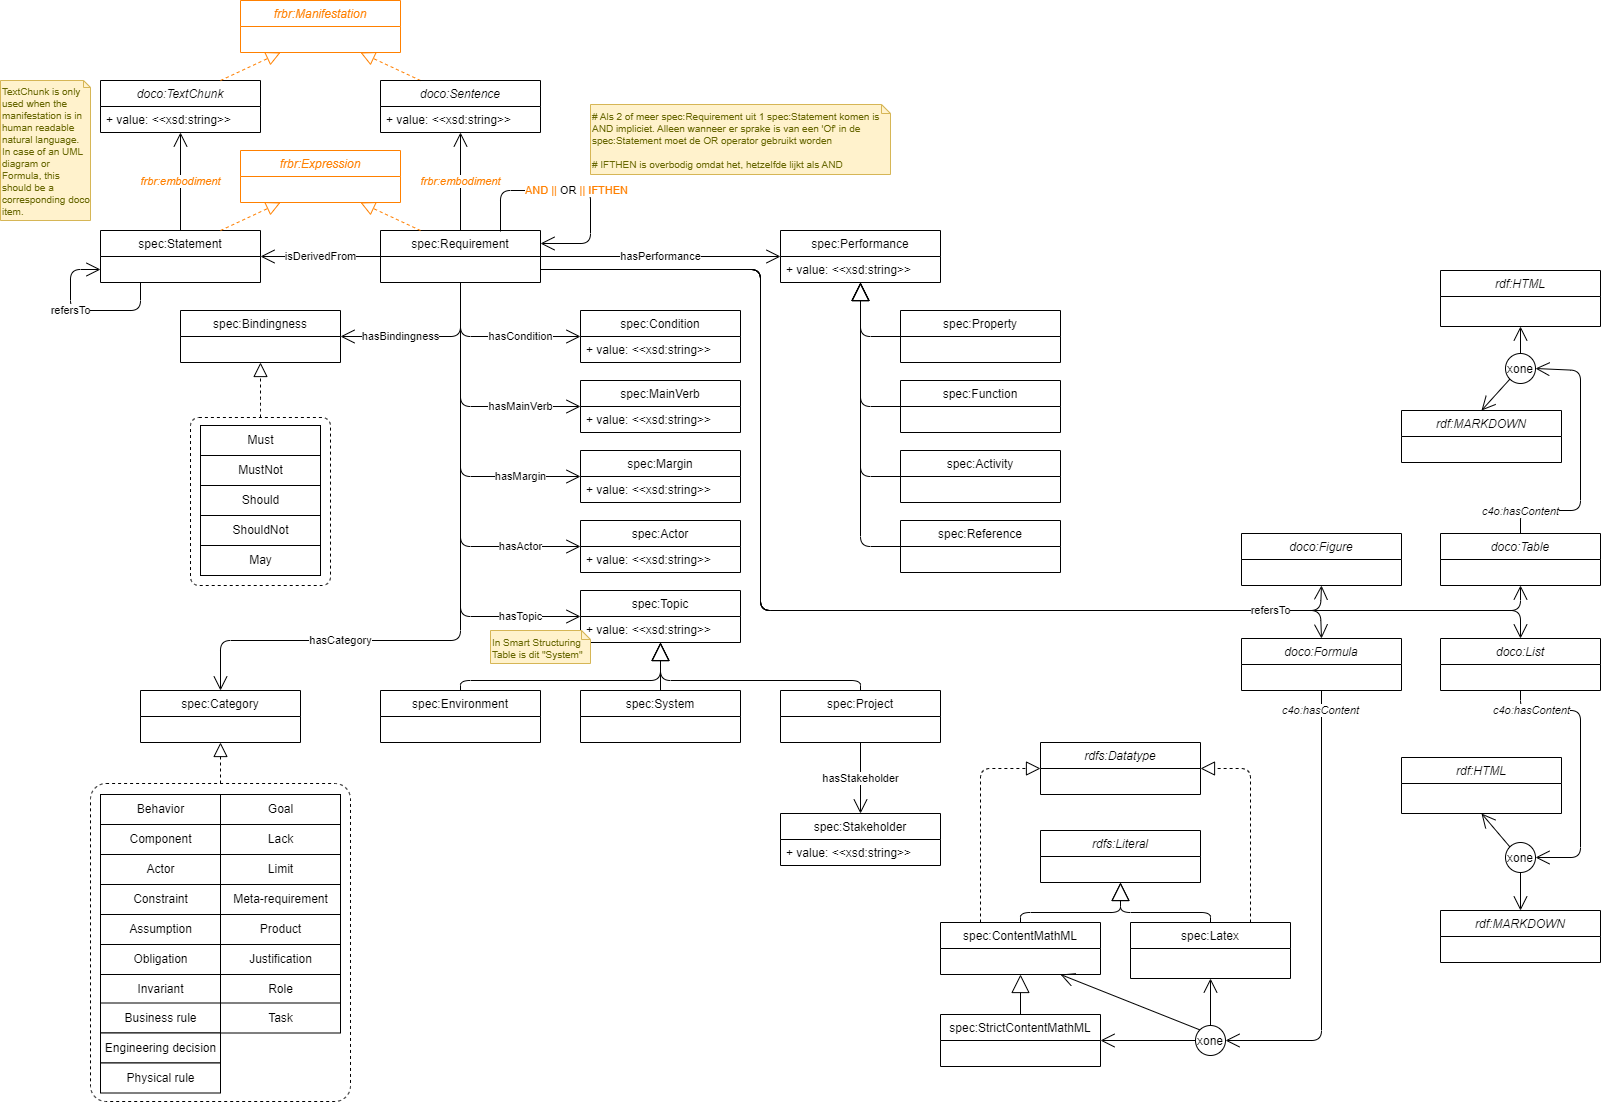 frbr:Manifestation
TextChunk is only
used when the
manifestation is in
human readable
natural language.
In case of an UML
diagram or
Formula, this
should be a
corresponding doco
item.
doco:TextChunk
+ value: <<xsd:string>>
doco:Sentence
+ value: <<xsd:string>>
# Als 2 of meer spec:Requirement uit 1 spec:Statement komen is
AND impliciet. Alleen wanneer er sprake is van een 'Of' in de
spec:Statement moet de OR operator gebruikt worden
# IFTHEN is overbodig omdat het, hetzelfde lijkt als AND
frbr:Expression
frbr:embodiment
frbr:embodiment
AND || OR || IFTHEN
spec:Statement
isDerivedFrom
spec:Requirement
hasPerformance
spec:Performance
+ value: <<xsd:string>>
refersTo
spec:Bindingness
hasBindingness
hasCondition
spec:Condition
+ value: <<xsd:string>>
spec:Property
hasMainVerb
spec:MainVerb
+ value: <<xsd:string>>
spec:Function
Must
MustNot
Should
ShouldNot
May
hasMargin
spec:Margin
+ value: <<xsd:string>>
spec:Activity
hasActor
spec:Actor
+ value: <<xsd:string>>
spec:Reference
hasTopic
spec:Topic
+ value: <<xsd:string>>
In Smart Structuring
Table is dit "System"
hasCategory
spec:Category
spec:Environment
spec:System
spec:Project
hasStakeholder
spec:Stakeholder
+ value: <<xsd:string>>
Behavior
Goal
Component
Lack
Actor
Limit
Constraint
Meta-requirement
Assumption
Product
Obligation
Justification
Invariant
Role
Business rule
Task
Engineering decision
Physical rule
rdf:HTML
xone
rdf:MARKDOWN
c4o:hasContent
doco:Figure
doco:Table
refersTo
doco:Formula
doco:List
c4o:hasContent
c4o:hasContent
rdf:HTML
xone
rdf:MARKDOWN
rdfs:Datatype
rdfs:Literal
spec:ContentMathML
spec:Latex
spec:StrictContentMathML
xone